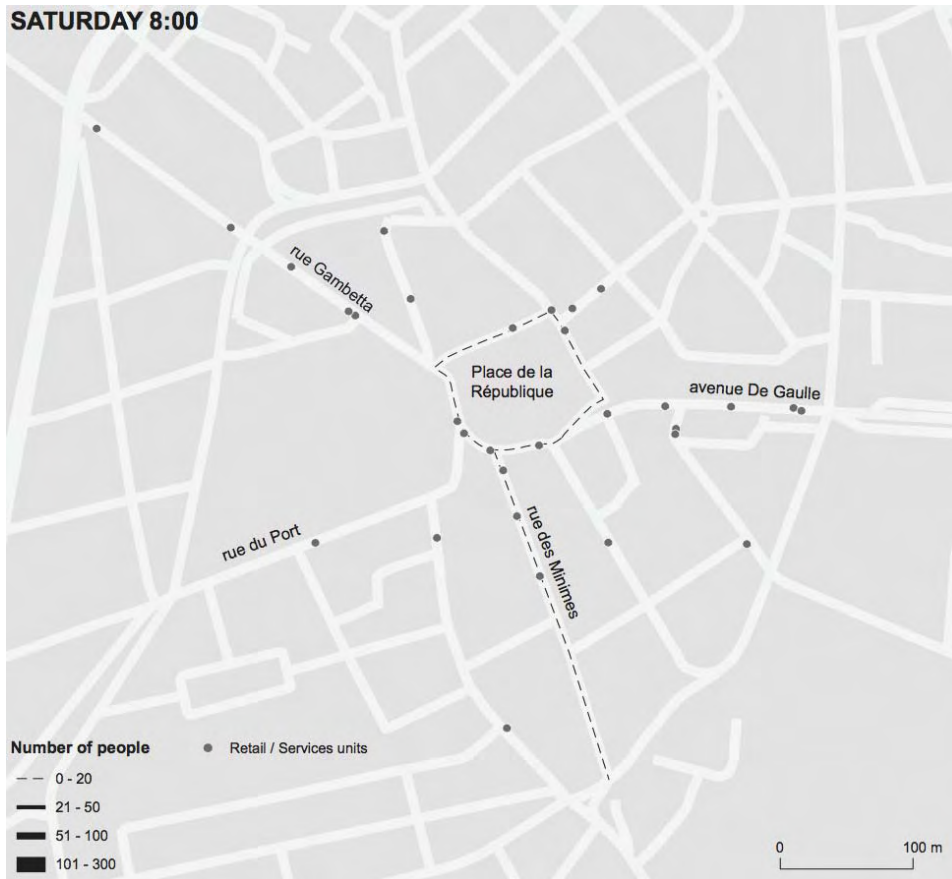 SATURDAY 8:00
rue Gambetta
Place de la
République
avenue De Gaulle
rue du Port
rue des Minimes
Number of people
Retail / Services units
0 - 20
21 - 50
51 - 100
101 - 300
0
100 m